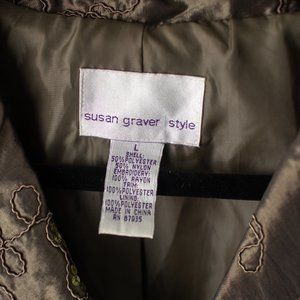 susan graver style
L
SHELL:
50%POLYESTER
50% NYLON
EMBROIDERY:
100% RAYON
TRIM:
100%POLYESTER
LINING:
100%POLYESTER
MADE IN CHINA
RN 87035